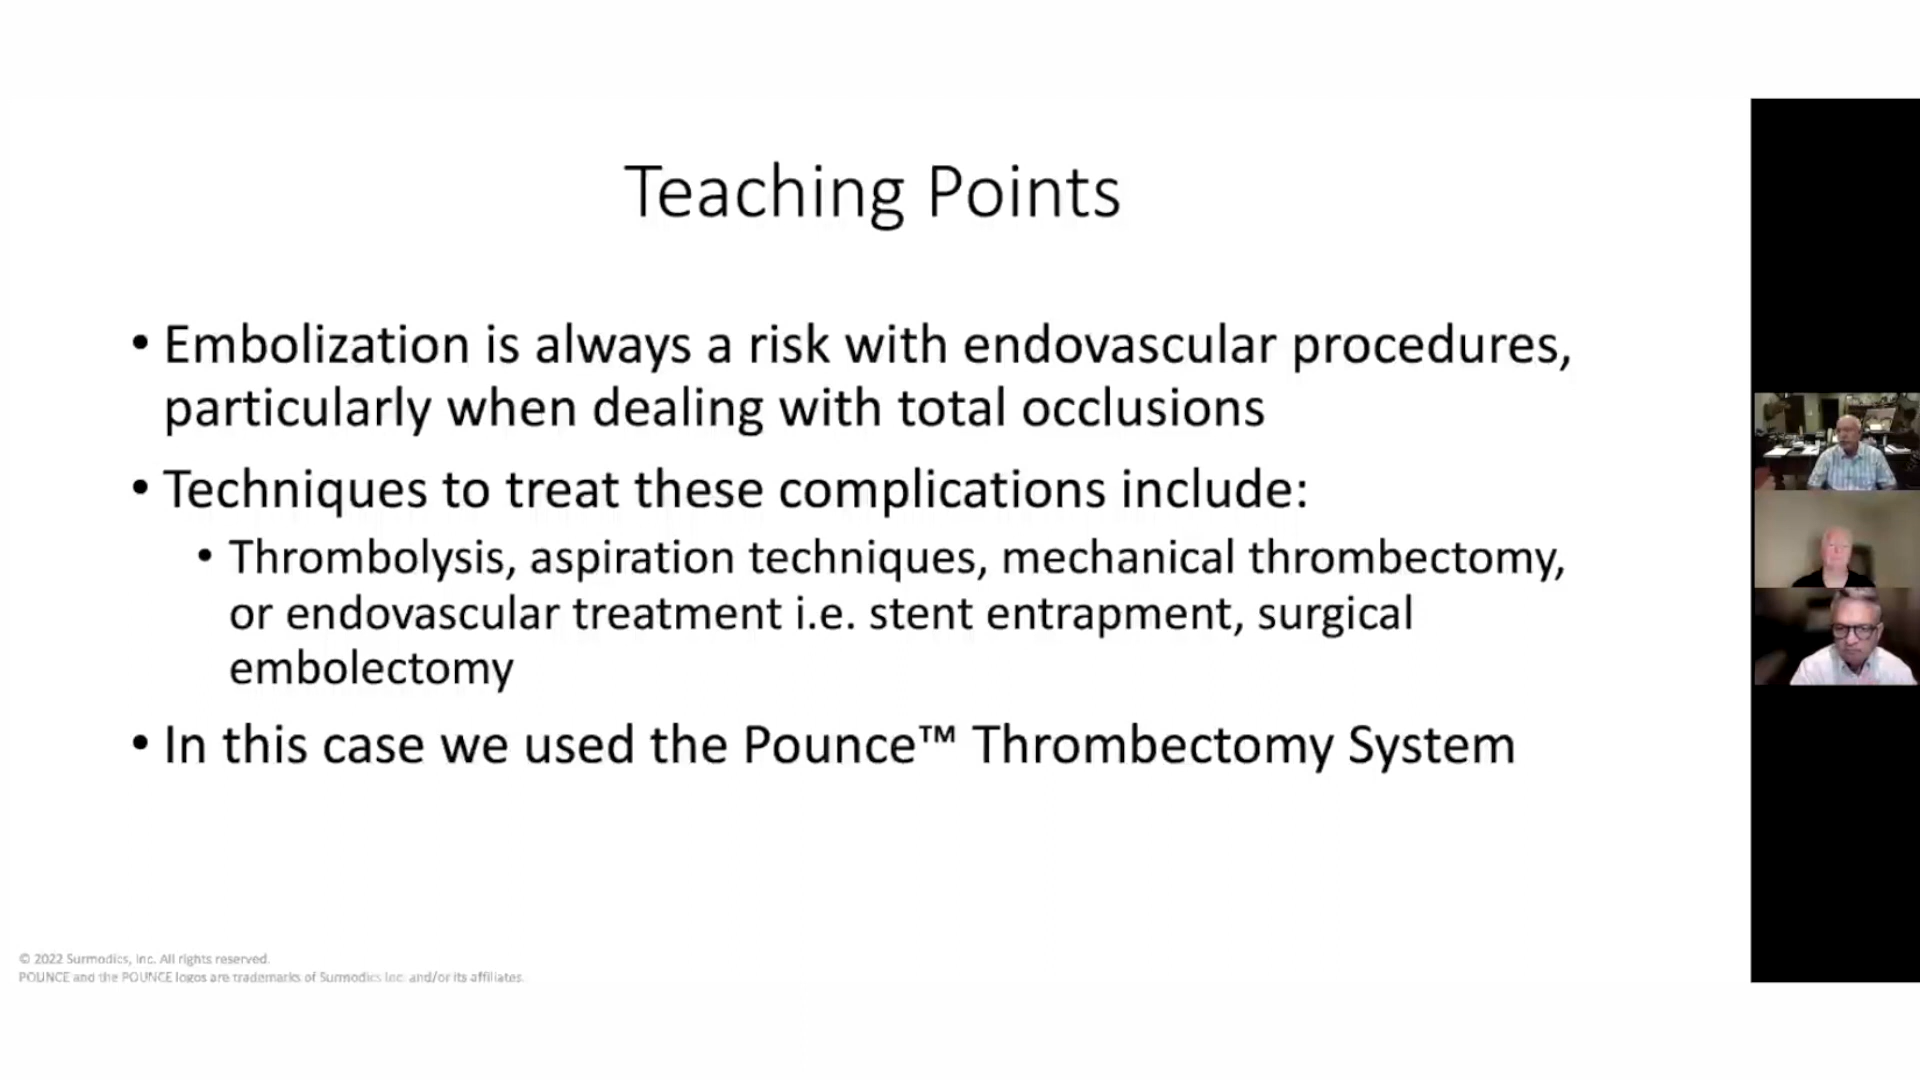 Teaching Points
• Embolization is always a risk with endovascular procedures,
particularly when dealing with total occlusions
• Techniques to treat these complications include:
• Thrombolysis, aspiration techniques, mechanical thrombectomy,
or endovascular treatment i.e. stent entrapment, surgical
embolectomy
• In this case we used the Pounce™ Thrombectomy System
© 2022 Surmodics, Inc. All rights reserved.
POUNCE and the POUNCE logos are trademarks of Surmodics Inc. and/or its affiliates.